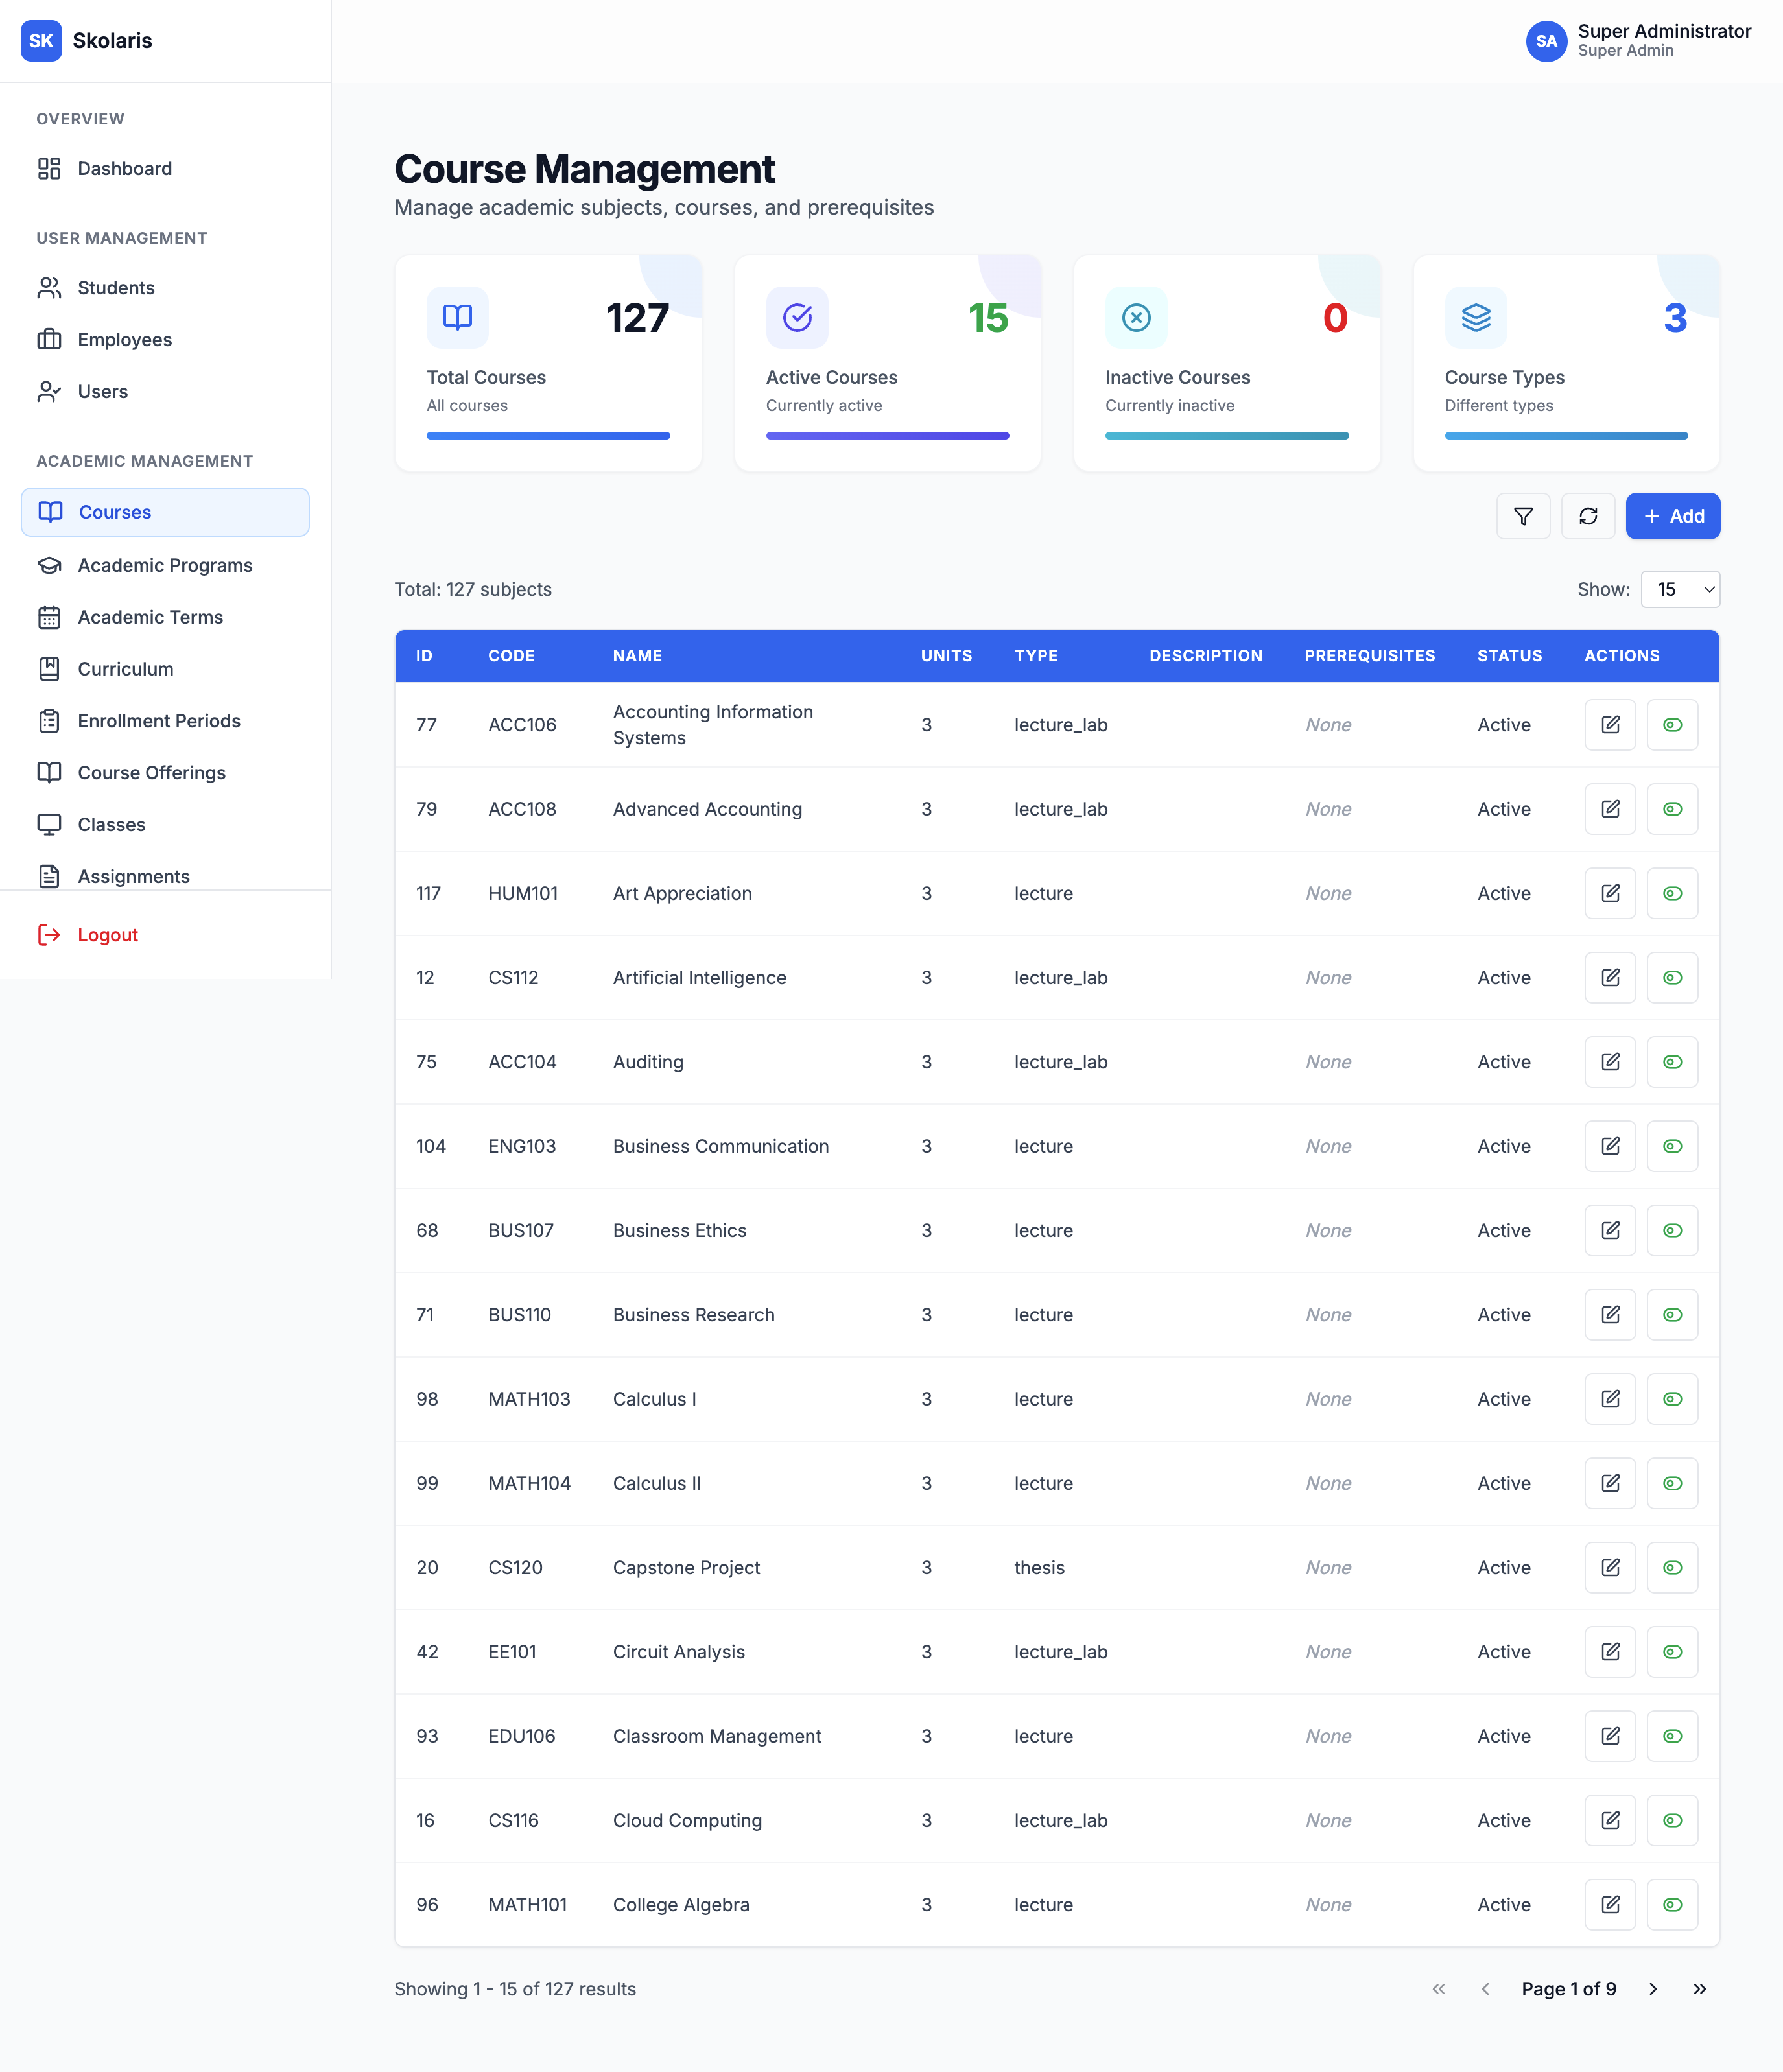 SK Skolaris
SA Super Administrator
Super Admin
OVERVIEW
Dashboard
USER MANAGEMENT
Students
Employees
Users
ACADEMIC MANAGEMENT
Courses
Academic Programs
Academic Terms
Curriculum
Enrollment Periods
Course Offerings
Classes
Assignments
Logout
Course Management
Manage academic subjects, courses, and prerequisites
127
Total Courses
All courses
15
Active Courses
Currently active
0
Inactive Courses
Currently inactive
3
Course Types
Different types
Add
Total: 127 subjects
Show: 15
ID CODE NAME UNITS TYPE DESCRIPTION PREREQUISITES STATUS ACTIONS
77 ACC106 Accounting Information Systems 3 lecture_lab None Active
79 ACC108 Advanced Accounting 3 lecture_lab None Active
117 HUM101 Art Appreciation 3 lecture None Active
12 CS112 Artificial Intelligence 3 lecture_lab None Active
75 ACC104 Auditing 3 lecture_lab None Active
104 ENG103 Business Communication 3 lecture None Active
68 BUS107 Business Ethics 3 lecture None Active
71 BUS110 Business Research 3 lecture None Active
98 MATH103 Calculus I 3 lecture None Active
99 MATH104 Calculus II 3 lecture None Active
20 CS120 Capstone Project 3 thesis None Active
42 EE101 Circuit Analysis 3 lecture_lab None Active
93 EDU106 Classroom Management 3 lecture None Active
16 CS116 Cloud Computing 3 lecture_lab None Active
96 MATH101 College Algebra 3 lecture None Active
Showing 1 - 15 of 127 results
Page 1 of 9